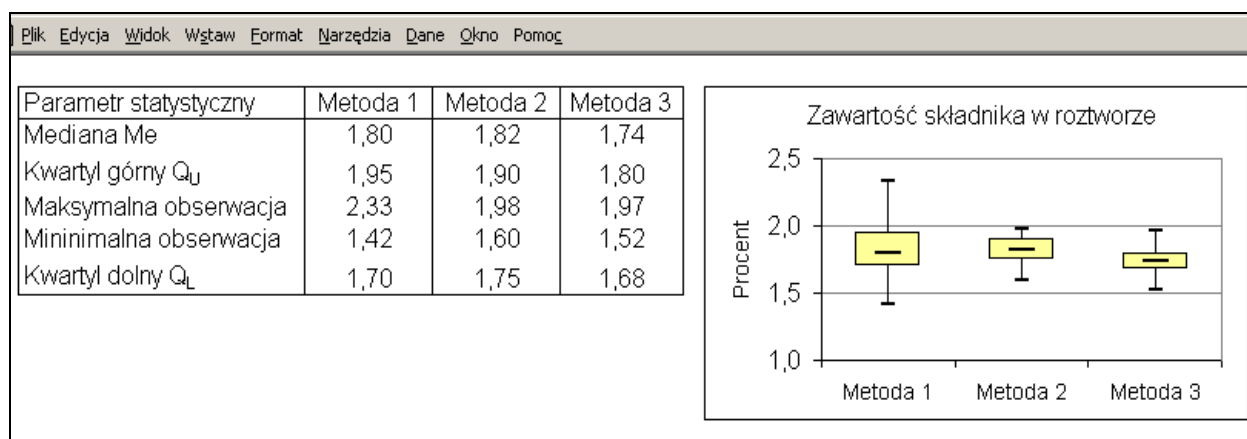 Plik Edycja Widok Wstaw Format Narzędzia Dane Okno Pomoc
Parametr statystyczny Metoda 1 Metoda 2 Metoda 3
Mediana Me 1,80 1,82 1,74
Kwartyl górny QU 1,95 1,90 1,80
Maksymalna obserwacja 2,33 1,98 1,97
Mininimalna obserwacja 1,42 1,60 1,52
Kwartyl dolny QL 1,70 1,75 1,68
Zawartość składnika w roztworze
Procent
2,5
2,0
1,5
1,0
Metoda 1 Metoda 2 Metoda 3